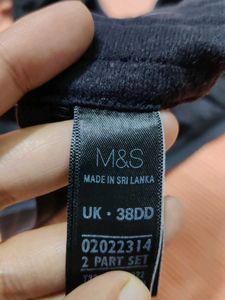 M&S
MADE IN SRI LANKA
UK · 38DD
02022314
2 PART SET